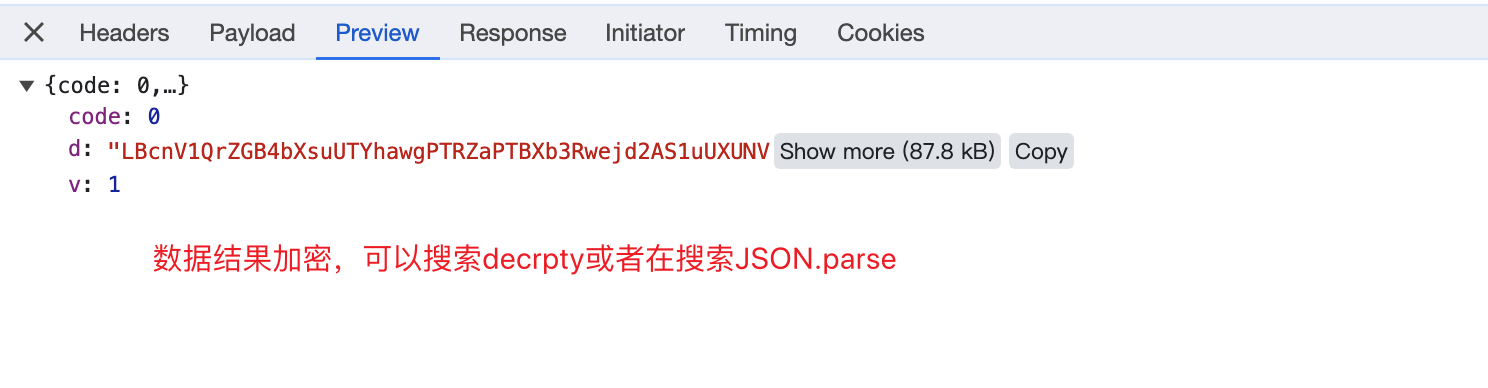 Headers Payload Preview Response Initiator Timing Cookies
{code: 0,…}
code: 0
d: "LBcnV1QrZGB4bXsuUTYhawgPTRZaPTBXb3Rwejd2AS1uUXUNV Show more (87.8 kB) Copy
v: 1
数据结果加密，可以搜索decrpty或者在搜索JSON.parse